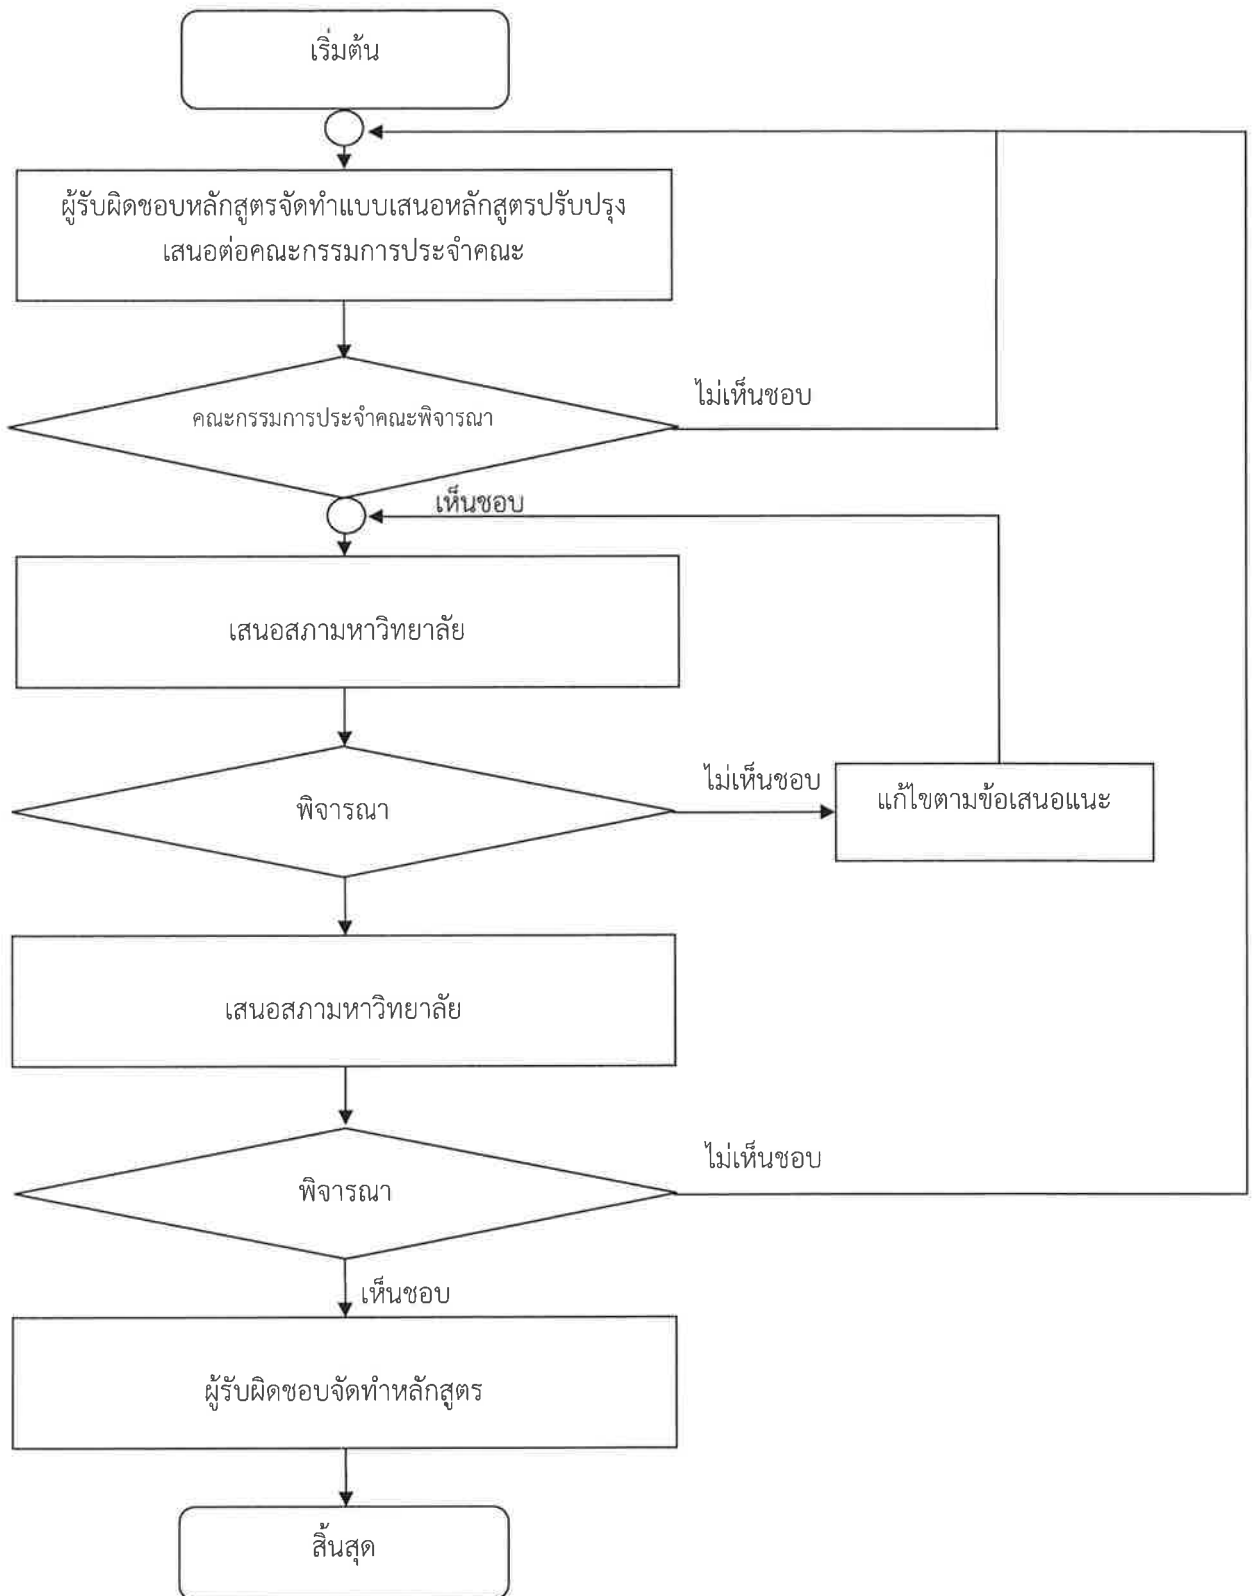 เริ่มต้น
ผู้รับผิดชอบหลักสูตรจัดทำแบบเสนอหลักสูตรปรับปรุง
เสนอต่อคณะกรรมการประจำคณะ
ไม่เห็นชอบ
คณะกรรมการประจำคณะพิจารณา
เห็นชอบ
เสนอสภามหาวิทยาลัย
ไม่เห็นชอบ
แก้ไขตามข้อเสนอแนะ
พิจารณา
เสนอสภามหาวิทยาลัย
ไม่เห็นชอบ
พิจารณา
เห็นชอบ
ผู้รับผิดชอบจัดทำหลักสูตร
สิ้นสุด